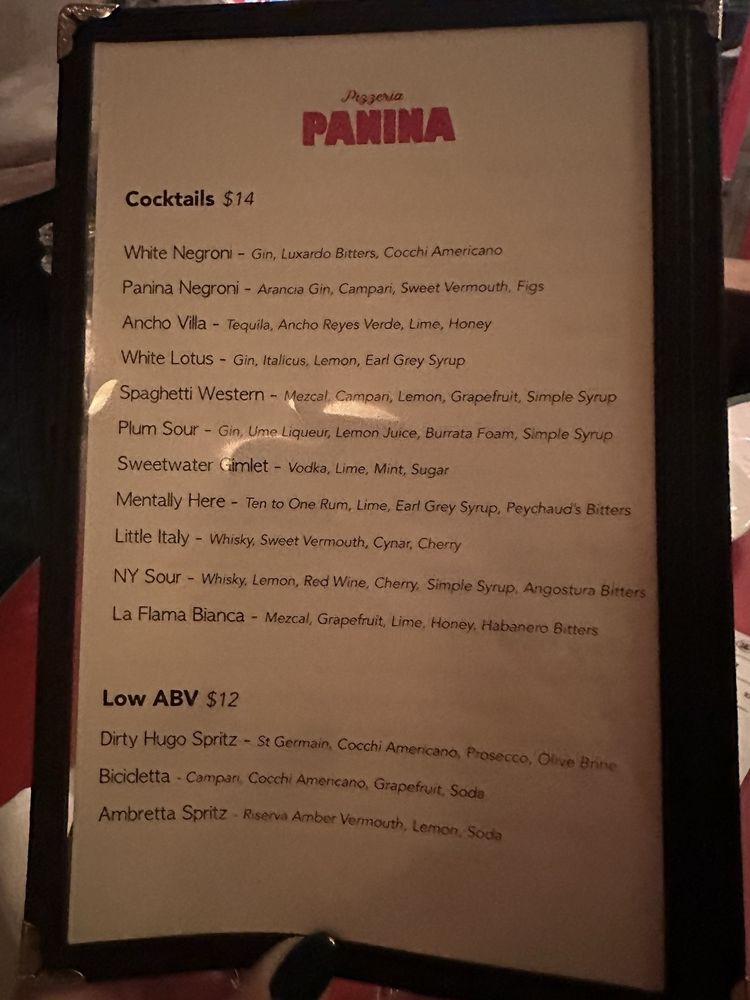 Pizzeria
PANINA
Cocktails $14
White Negroni - Gin, Luxardo Bitters, Cocchi Americano
Panina Negroni - Arancia Gin, Campari, Sweet Vermouth, Figs
Ancho Villa - Tequila, Ancho Reyes Verde, Lime, Honey
White Lotus - Gin, Italicus, Lemon, Earl Grey Syrup
Spaghetti Western - Mezcal, Campari, Lemon, Grapefruit, Simple Syrup
Plum Sour - Gin, Ume Liqueur, Lemon Juice, Burrata Foam, Simple Syrup
Sweetwater Gimlet - Vodka, Lime, Mint, Sugar
Mentally Here - Ten to One Rum, Lime, Earl Grey Syrup, Peychaud's Bitters
Little Italy - Whisky, Sweet Vermouth, Cynar, Cherry
NY Sour - Whisky, Lemon, Red Wine, Cherry, Simple Syrup, Angostura Bitters
La Flama Bianca - Mezcal, Grapefruit, Lime, Honey, Habanero Bitters
Low ABV $12
Dirty Hugo Spritz - St Germain, Cocchi Americano, Prosecco, Olive Brine
Bicicletta - Campari, Cocchi Americano, Grapefruit, Soda
Ambretta Spritz - Riserva Amber Vermouth, Lemon, Soda